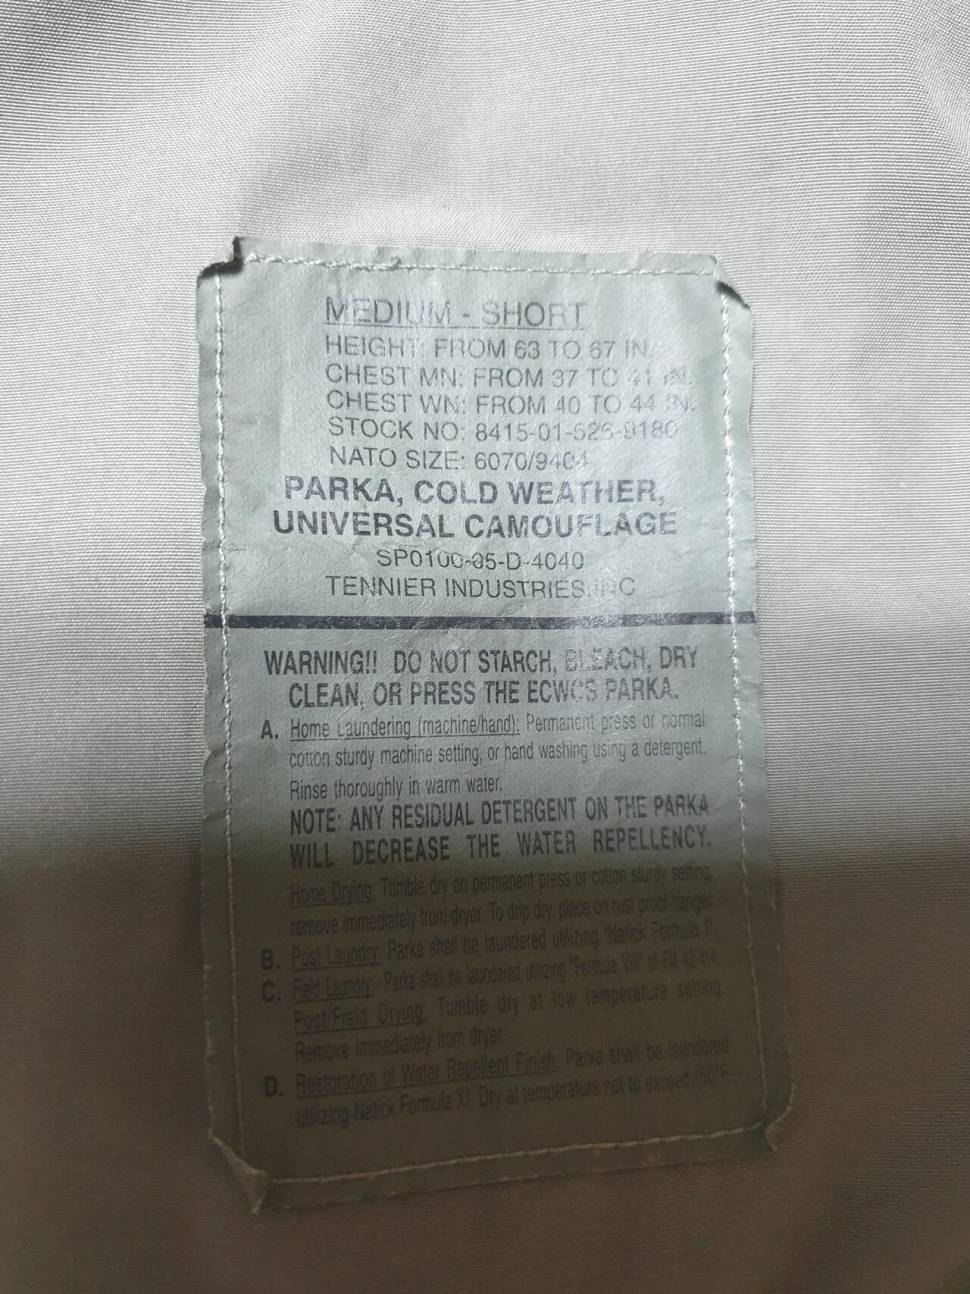 MEDIUM - SHORT
HEIGHT: FROM 63 TO 67 IN.
CHEST MN: FROM 37 TO 41 IN.
CHEST WN: FROM 40 TO 44 IN.
STOCK NO: 8415-01-526-9180
NATO SIZE: 6070/9404
PARKA, COLD WEATHER,
UNIVERSAL CAMOUFLAGE
SP0100-05-D-4040
TENNIER INDUSTRIES, INC
WARNING!! DO NOT STARCH, BLEACH, DRY
CLEAN, OR PRESS THE ECWCS PARKA.
A. Home Laundering (machine/hand): Permanent press or normal
cotton sturdy machine setting, or hand washing using a detergent.
Rinse thoroughly in warm water.
NOTE: ANY RESIDUAL DETERGENT ON THE PARKA
WILL DECREASE THE WATER REPELLENCY.
Home Drying: Tumble dry on permanent press or cotton sturdy setting,
remove immediately from dryer. To drip dry, place on rust proof hanger.
B. Post Laundry: Parka shall be laundered utilizing "Natick Formula I".
C. Field Laundry: Parka shall be laundered utilizing "Formula VIII" of FM 42-414.
Post/Field Drying: Tumble dry at low temperature setting.
Remove immediately from dryer.
D. Restoration of Water Repellent Finish: Parka shall be laundered
utilizing Natick Formula XI. Dry at temperature not to exceed 150°F.